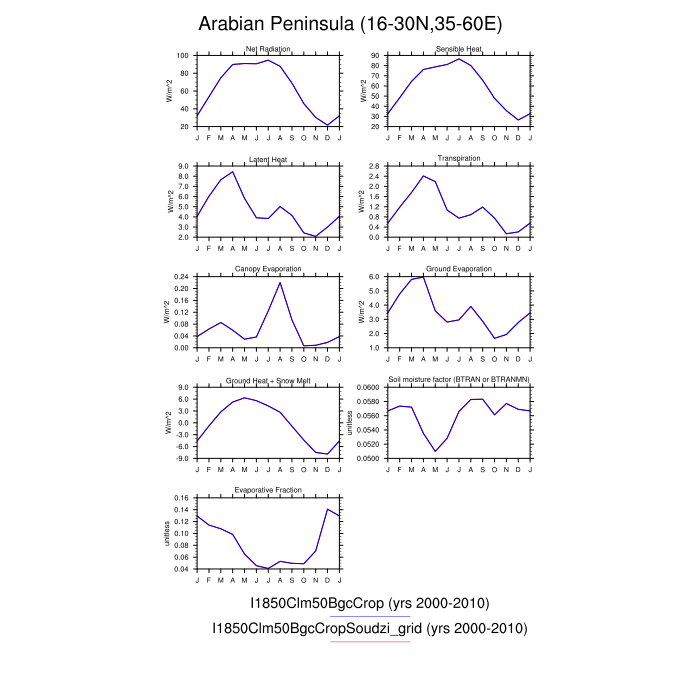 Arabian Peninsula (16-30N,35-60E)
Net Radiation
W/m^2
100
80
60
40
20
J F M A M J J A S O N D J
Sensible Heat
W/m^2
90
80
70
60
50
40
30
20
J F M A M J J A S O N D J
Latent Heat
W/m^2
9.0
8.0
7.0
6.0
5.0
4.0
3.0
2.0
J F M A M J J A S O N D J
Transpiration
W/m^2
2.8
2.4
2.0
1.6
1.2
0.8
0.4
0.0
J F M A M J J A S O N D J
Canopy Evaporation
W/m^2
0.24
0.20
0.16
0.12
0.08
0.04
0.00
J F M A M J J A S O N D J
Ground Evaporation
W/m^2
6.0
5.0
4.0
3.0
2.0
1.0
J F M A M J J A S O N D J
Ground Heat + Snow Melt
W/m^2
9.0
6.0
3.0
0.0
-3.0
-6.0
-9.0
J F M A M J J A S O N D J
Soil moisture factor (BTRAN or BTRANMN)
unitless
0.0600
0.0580
0.0560
0.0540
0.0520
0.0500
J F M A M J J A S O N D J
Evaporative Fraction
unitless
0.16
0.14
0.12
0.10
0.08
0.06
0.04
J F M A M J J A S O N D J
I1850Clm50BgcCrop (yrs 2000-2010)
I1850Clm50BgcCropSoudzi_grid (yrs 2000-2010)